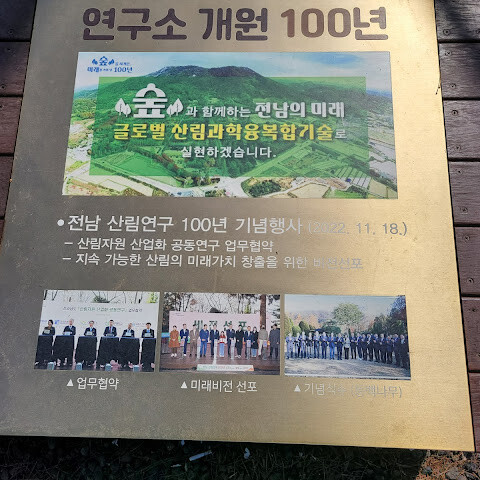 연구소 개원 100년
숲
미래 100년
숲과 함께하는 전남의 미래
글로벌 산림과학융복합기술로
실현하겠습니다.
• 전남 산림연구 100년 기념행사 (2022. 11. 18.)
- 산림자원 산업화 공동연구 업무협약
- 지속 가능한 산림의 미래가치 창출을 위한 비전선포
▲ 업무협약
▲ 미래비전 선포
▲ 기념식수